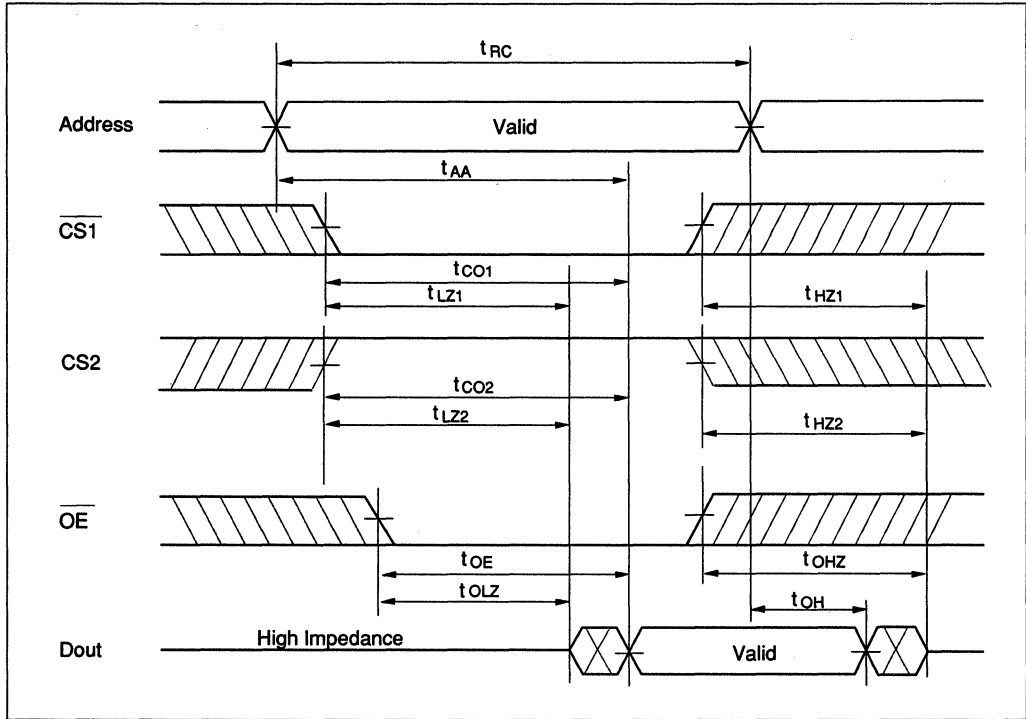 tRC
Address
Valid
tAA
CS1
tCO1
tLZ1
tHZ1
CS2
tCO2
tLZ2
tHZ2
OE
tOE
tOHZ
tOLZ
tOH
High Impedance
Dout
Valid